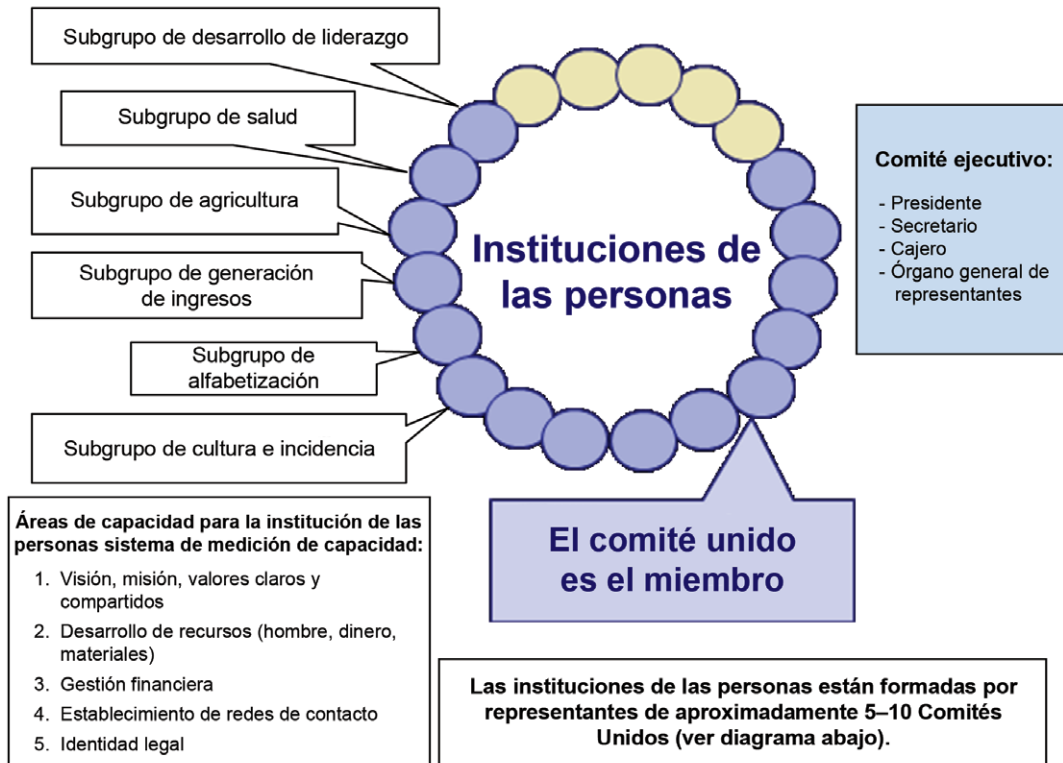 Subgrupo de desarrollo de liderazgo
Subgrupo de salud
Subgrupo de agricultura
Subgrupo de generación
de ingresos
Subgrupo de
alfabetización
Subgrupo de cultura e incidencia
Instituciones de
las personas
Comité ejecutivo:
- Presidente
- Secretario
- Cajero
- Órgano general de
representantes
El comité unido
es el miembro
Áreas de capacidad para la institución de las
personas sistema de medición de capacidad:
1. Visión, misión, valores claros y
compartidos
2. Desarrollo de recursos (hombre, dinero,
materiales)
3. Gestión financiera
4. Establecimiento de redes de contacto
5. Identidad legal
Las instituciones de las personas están formadas por
representantes de aproximadamente 5–10 Comités
Unidos (ver diagrama abajo).